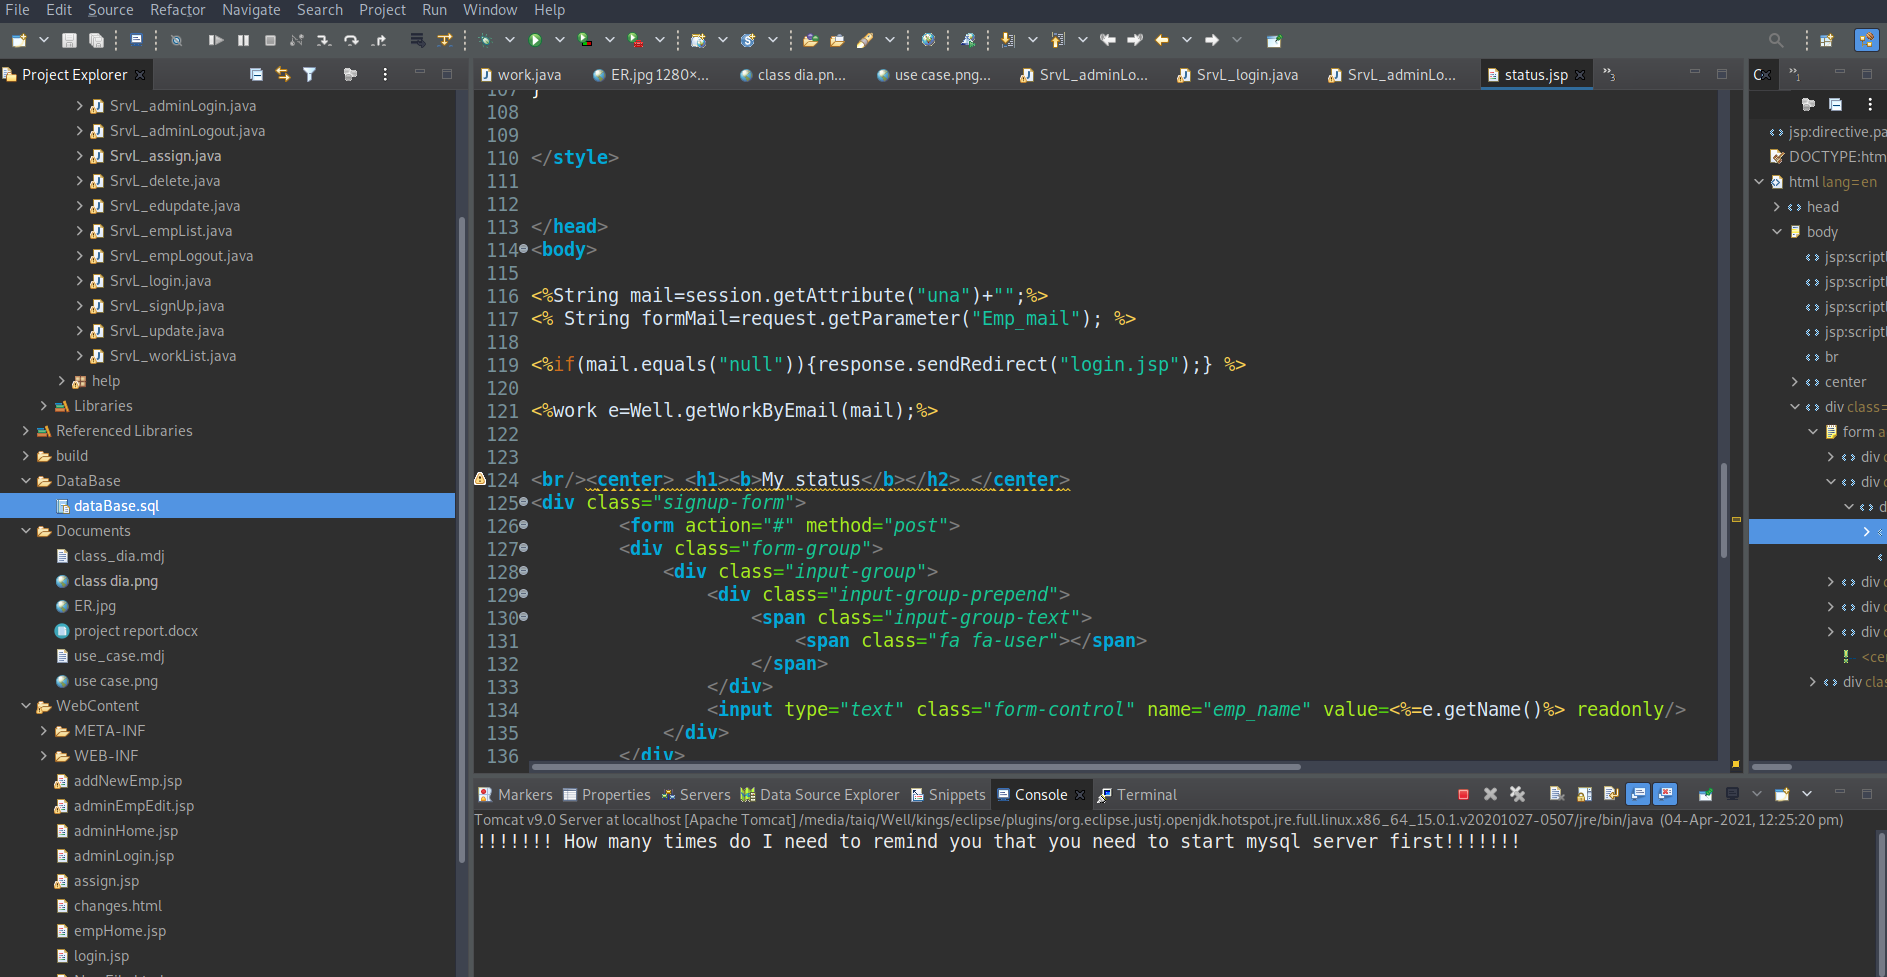 File Edit Source Refactor Navigate Search Project Run Window Help
Project Explorer
work.java ER.jpg 1280×... class dia.pn... use case.png... SrvL_adminLo... SrvL_login.java SrvL_adminLo... status.jsp »3
»1
SrvL_adminLogin.java
SrvL_adminLogout.java
SrvL_assign.java
SrvL_delete.java
SrvL_edupdate.java
SrvL_empList.java
SrvL_empLogout.java
SrvL_login.java
SrvL_signUp.java
SrvL_update.java
SrvL_workList.java
help
Libraries
Referenced Libraries
build
DataBase
dataBase.sql
Documents
class_dia.mdj
class dia.png
ER.jpg
project report.docx
use_case.mdj
use case.png
WebContent
META-INF
WEB-INF
addNewEmp.jsp
adminEmpEdit.jsp
adminHome.jsp
adminLogin.jsp
assign.jsp
changes.html
empHome.jsp
login.jsp
107 }
108
109
110 </style>
111
112
113 </head>
114 <body>
115
116 <%String mail=session.getAttribute("una")+"";%>
117 <% String formMail=request.getParameter("Emp_mail"); %>
118
119 <%if(mail.equals("null")){response.sendRedirect("login.jsp");} %>
120
121 <%work e=Well.getWorkByEmail(mail);%>
122
123
124 <br/><center> <h1><b>My status</b></h2> </center>
125 <div class="signup-form">
126 <form action="#" method="post">
127 <div class="form-group">
128 <div class="input-group">
129 <div class="input-group-prepend">
130 <span class="input-group-text">
131 <span class="fa fa-user"></span>
132 </span>
133 </div>
134 <input type="text" class="form-control" name="emp_name" value=<%=e.getName()%> readonly/>
135 </div>
136 </div>
jsp:directive.pa
DOCTYPE:htm
html lang=en
head
body
jsp:script
jsp:script
jsp:script
jsp:script
br
center
div class=
form a
div c
div c
d
div c
div c
div c
<ce
div clas
Markers Properties Servers Data Source Explorer Snippets Console Terminal
Tomcat v9.0 Server at localhost [Apache Tomcat] /media/taiq/Well/kings/eclipse/plugins/org.eclipse.justj.openjdk.hotspot.jre.full.linux.x86_64_15.0.1.v20201027-0507/jre/bin/java (04-Apr-2021, 12:25:20 pm)
!!!!!!! How many times do I need to remind you that you need to start mysql server first!!!!!!!